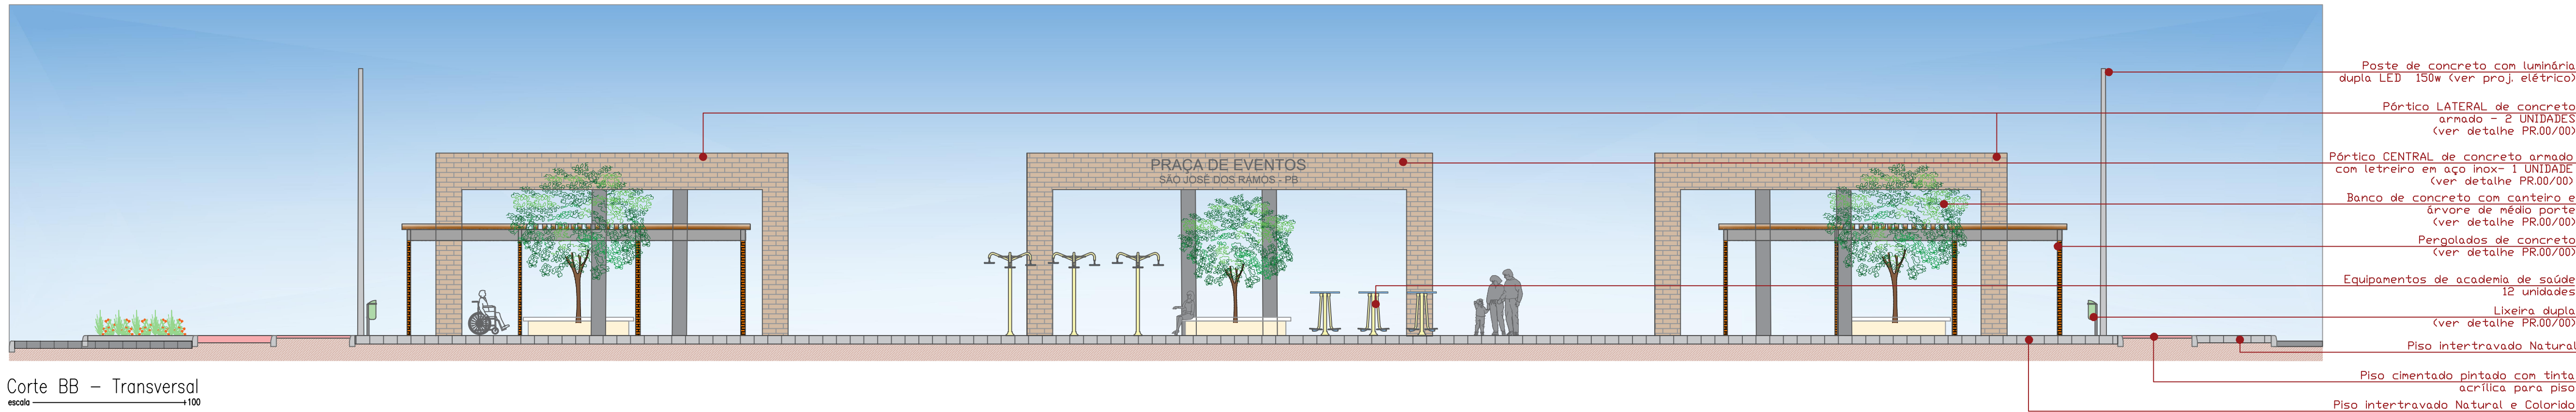 PRAÇA DE EVENTOS
SÃO JOSÉ DOS RAMOS - PB
Poste de concreto com luminária
dupla LED 150w (ver proj. elétrico)
Pórtico LATERAL de concreto
armado - 2 UNIDADES
(ver detalhe PR.00/00)
Pórtico CENTRAL de concreto armado
com letreiro em aço inox- 1 UNIDADE
(ver detalhe PR.00/00)
Banco de concreto com canteiro e
árvore de médio porte
(ver detalhe PR.00/00)
Pergolados de concreto
(ver detalhe PR.00/00)
Equipamentos de academia de saúde
12 unidades
Lixeira dupla
(ver detalhe PR.00/00)
Piso intertravado Natural
Piso cimentado pintado com tinta
acrílica para piso
Piso intertravado Natural e Colorido
Corte BB - Transversal
escala 100